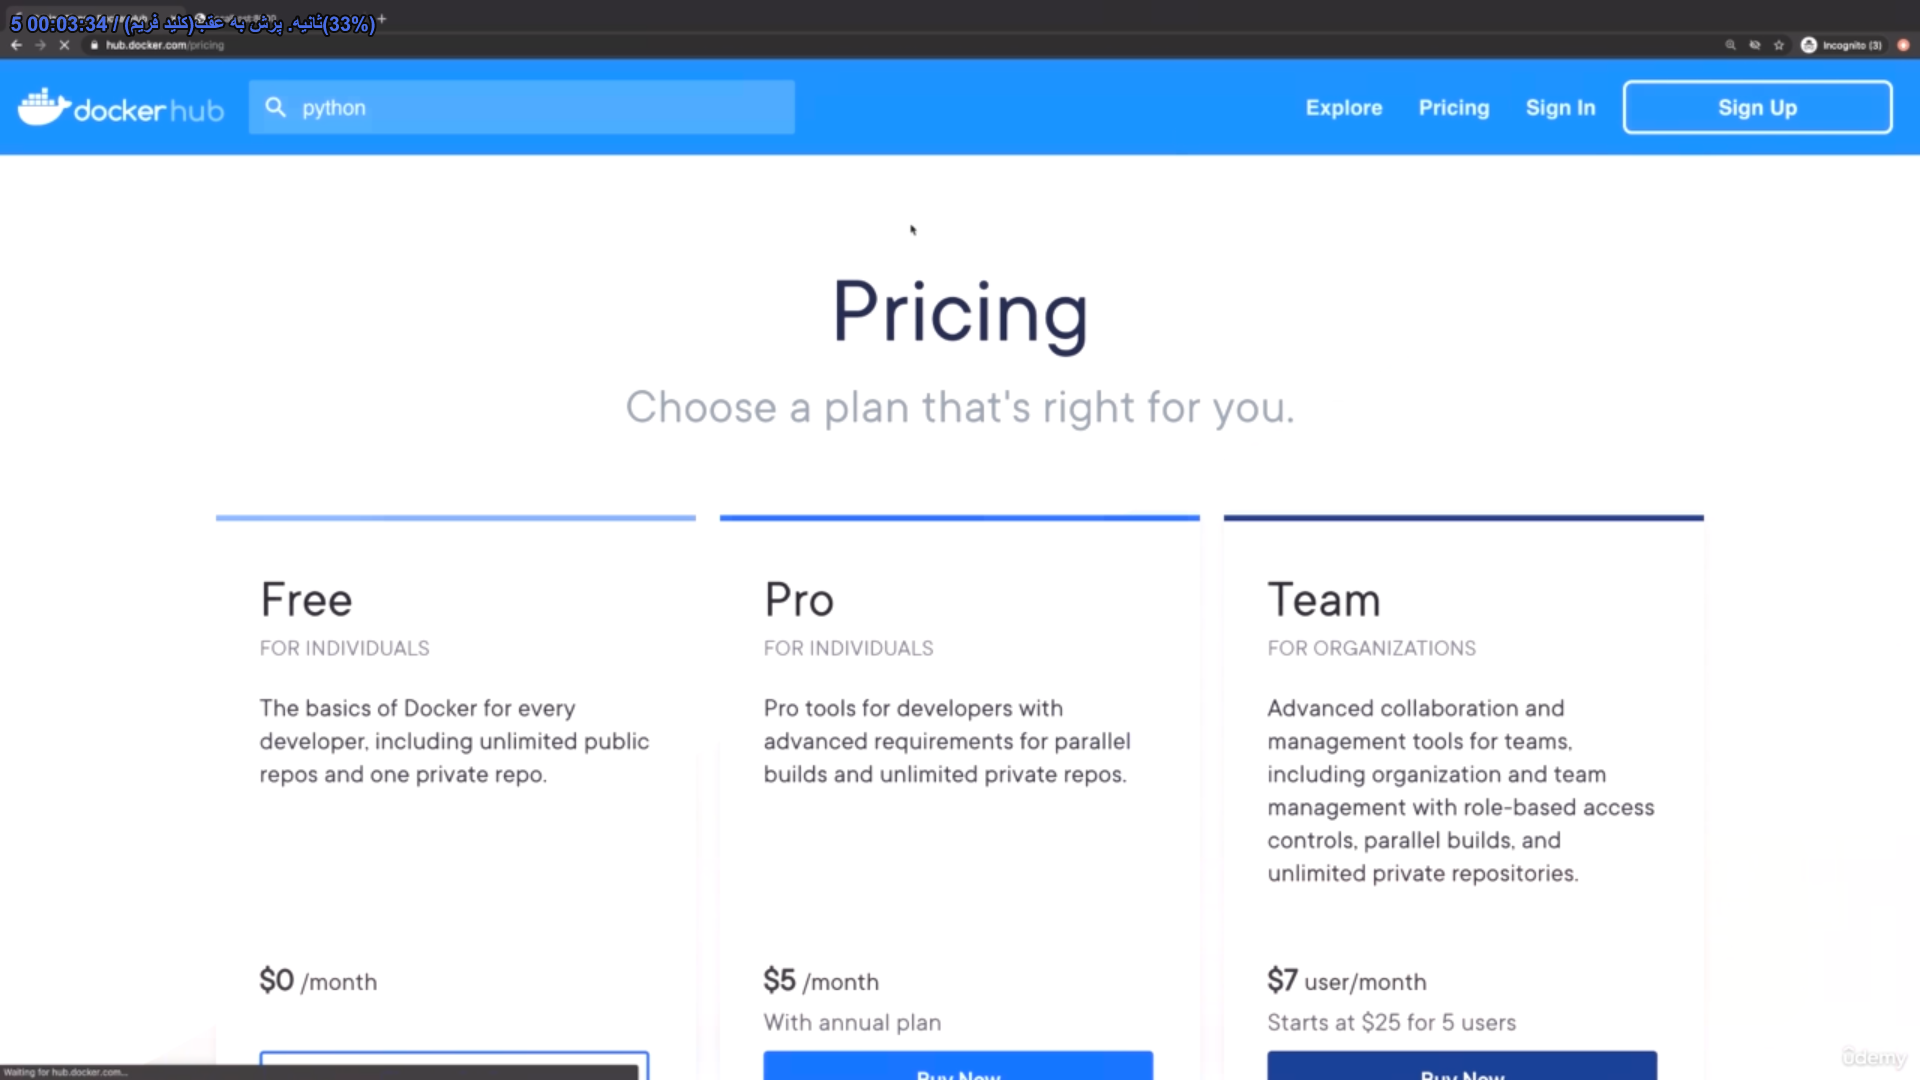 5 00:03:34 / ثانیه. پرش به عقب(کلید فریم) (33%)
hub.docker.com/pricing
Incognito (3)
docker hub
python
Explore
Pricing
Sign In
Sign Up
Pricing
Choose a plan that's right for you.
Free
FOR INDIVIDUALS
The basics of Docker for every
developer, including unlimited public
repos and one private repo.
$0 /month
Pro
FOR INDIVIDUALS
Pro tools for developers with
advanced requirements for parallel
builds and unlimited private repos.
$5 /month
With annual plan
Buy Now
Team
FOR ORGANIZATIONS
Advanced collaboration and
management tools for teams,
including organization and team
management with role-based access
controls, parallel builds, and
unlimited private repositories.
$7 user/month
Starts at $25 for 5 users
Buy Now
Waiting for hub.docker.com...
ûdemy